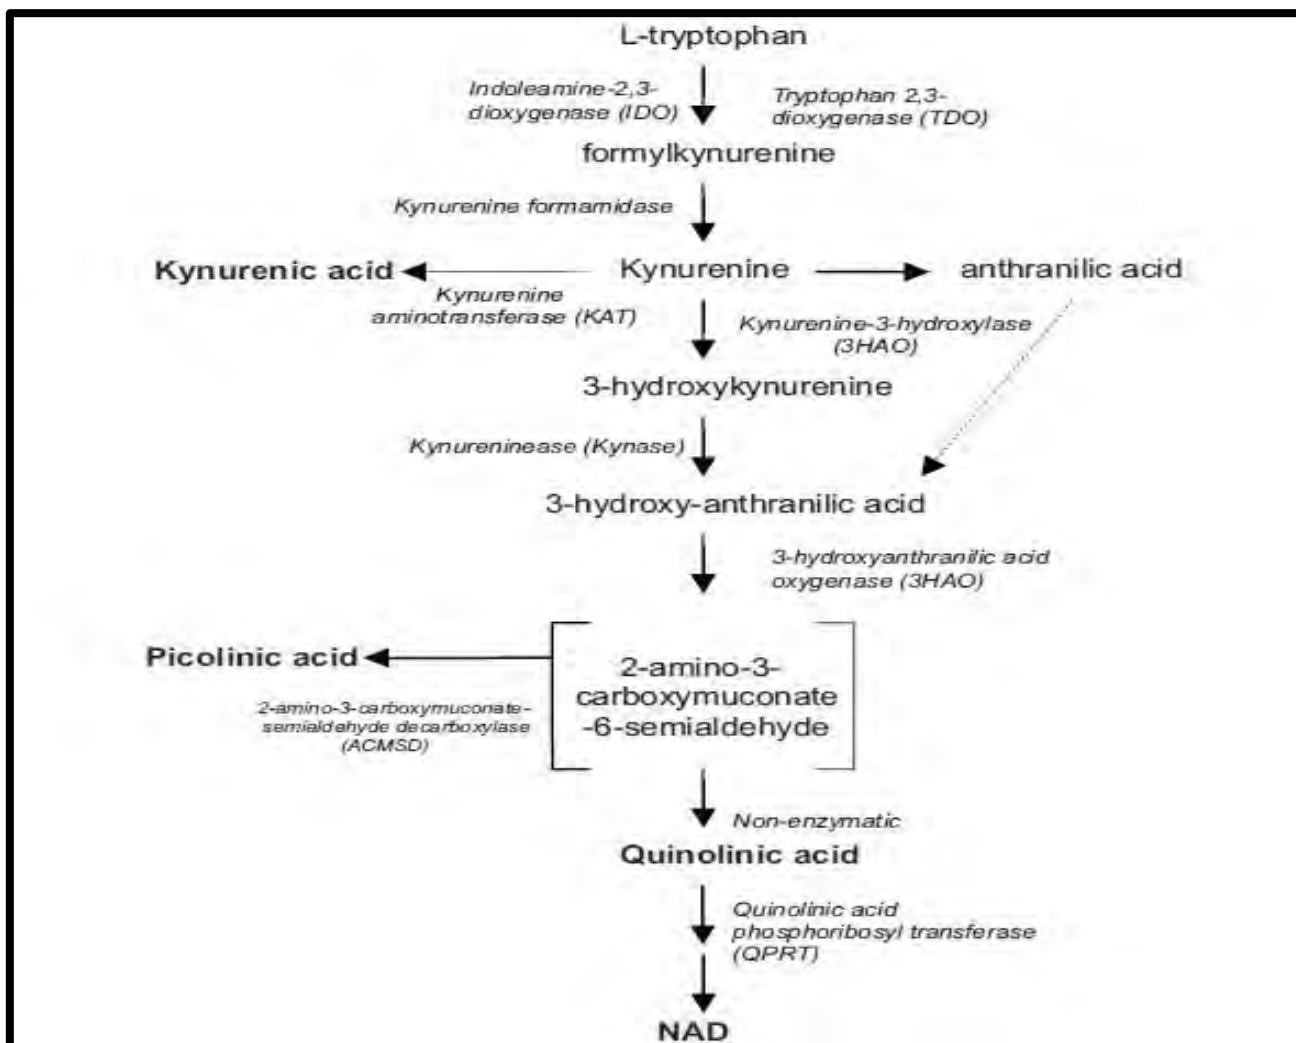 L-tryptophan
Indoleamine-2,3-
dioxygenase (IDO)
Tryptophan 2,3-
dioxygenase (TDO)
formylkynurenine
Kynurenine formamidase
Kynurenic acid
Kynurenine
anthranilic acid
Kynurenine
aminotransferase (KAT)
Kynurenine-3-hydroxylase
(3HAO)
3-hydroxykynurenine
Kynureninease (Kynase)
3-hydroxy-anthranilic acid
3-hydroxyanthranilic acid
oxygenase (3HAO)
Picolinic acid
2-amino-3-carboxymuconate-
semialdehyde decarboxylase
(ACMSD)
2-amino-3-
carboxymuconate
-6-semialdehyde
Non-enzymatic
Quinolinic acid
Quinolinic acid
phosphoribosyl transferase
(QPRT)
NAD